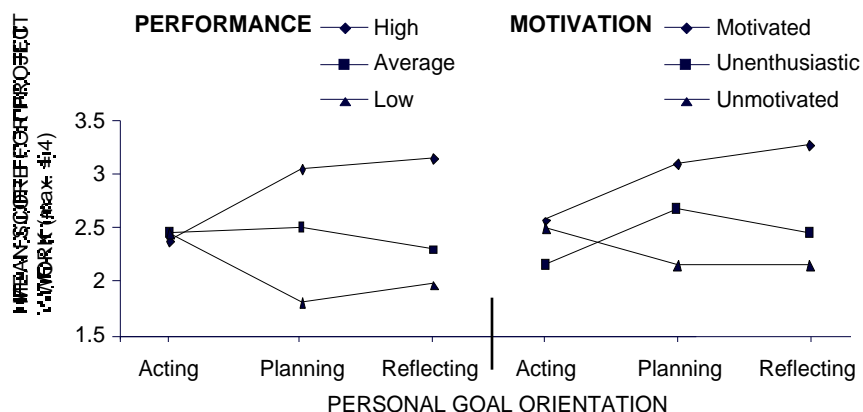 PERFORMANCE
High
Average
Low
MOTIVATION
Motivated
Unenthusiastic
Unmotivated
3.5
3
2.5
2
1.5
Acting Planning Reflecting Acting Planning Reflecting
PERSONAL GOAL ORIENTATION